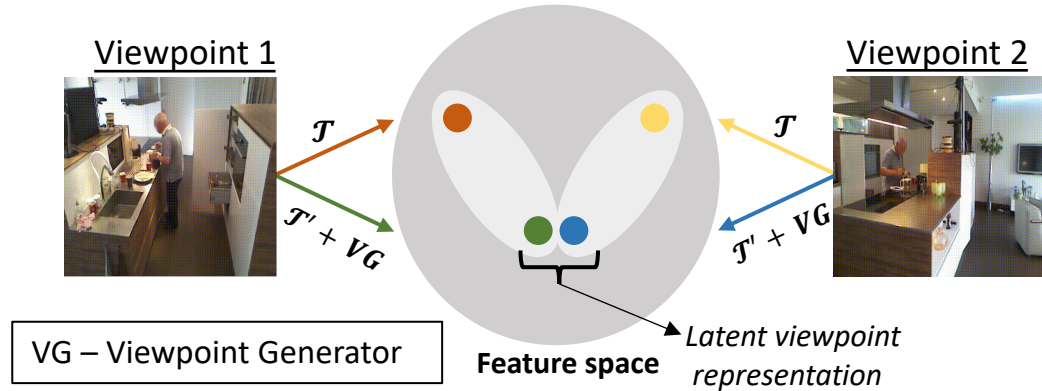 Viewpoint 1
Viewpoint 2
𝒯
𝒯
𝒯' + VG
𝒯' + VG
VG – Viewpoint Generator
Feature space
Latent viewpoint
representation